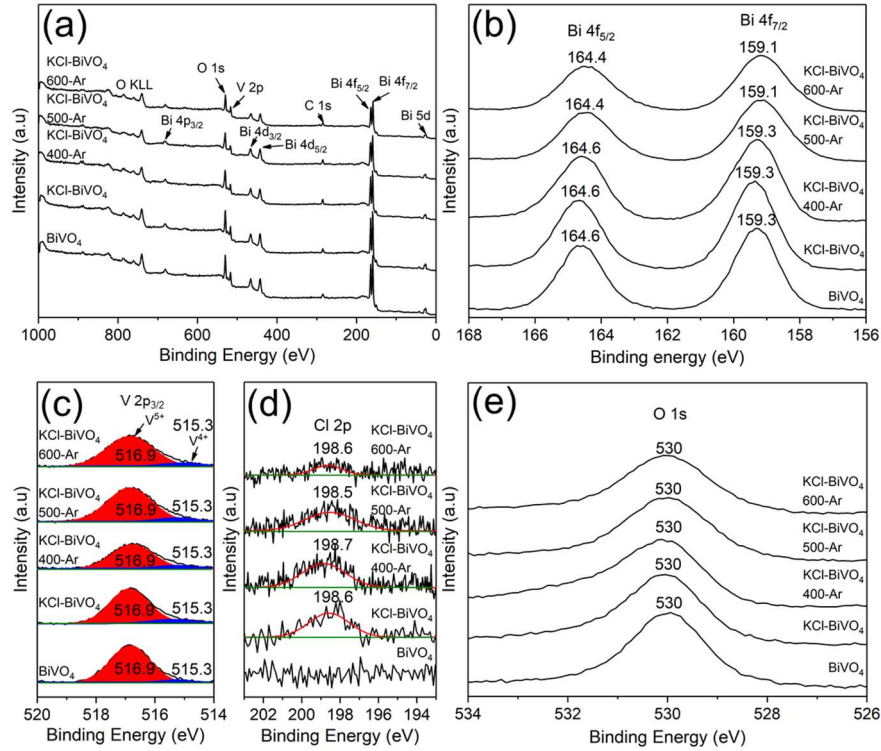 (a)
KCl-BiVO4
600-Ar
O KLL
O 1s
V 2p
Bi 4f5/2
Bi 4f7/2
KCl-BiVO4
500-Ar
C 1s
Bi 5d
Bi 4p3/2
Bi 4d3/2
Bi 4d5/2
KCl-BiVO4
400-Ar
KCl-BiVO4
BiVO4
Intensity (a.u)
1000 800 600 400 200 0
Binding Energy (eV)
(b)
Bi 4f5/2
Bi 4f7/2
164.4
159.1
KCl-BiVO4
600-Ar
164.4
159.1
KCl-BiVO4
500-Ar
164.6
159.3
KCl-BiVO4
400-Ar
164.6
159.3
KCl-BiVO4
164.6
159.3
BiVO4
Intensity (a.u)
168 166 164 162 160 158 156
Binding energy (eV)
(c)
V 2p3/2
V5+
515.3
V4+
KCl-BiVO4
600-Ar
516.9
KCl-BiVO4
500-Ar
516.9
515.3
KCl-BiVO4
400-Ar
516.9
515.3
KCl-BiVO4
516.9
515.3
BiVO4
516.9
515.3
Intensity (a.u)
520 518 516 514
Binding Energy (eV)
(d)
Cl 2p
198.6
KCl-BiVO4
600-Ar
198.5
KCl-BiVO4
500-Ar
198.7
KCl-BiVO4
400-Ar
198.6
KCl-BiVO4
BiVO4
Intensity (a.u)
202 200 198 196 194
Binding Energy (eV)
(e)
O 1s
530
KCl-BiVO4
600-Ar
530
KCl-BiVO4
500-Ar
530
KCl-BiVO4
400-Ar
530
KCl-BiVO4
530
BiVO4
Intensity (a.u)
534 532 530 528 526
Binding Energy (eV)